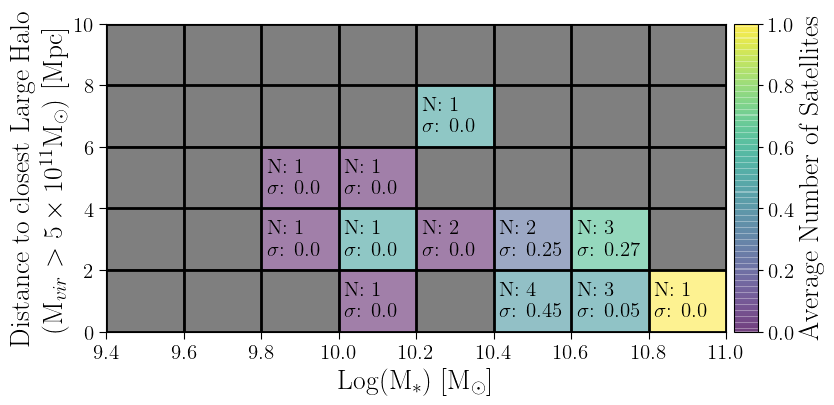 Distance to closest Large Halo
(M_{vir} > 5 × 10^{11}M_⊙) [Mpc]
10
8
6
4
2
0
N: 1
σ: 0.0
N: 1
σ: 0.0
N: 1
σ: 0.0
N: 1
σ: 0.0
N: 1
σ: 0.0
N: 2
σ: 0.0
N: 2
σ: 0.25
N: 3
σ: 0.27
N: 1
σ: 0.0
N: 4
σ: 0.45
N: 3
σ: 0.05
N: 1
σ: 0.0
9.4 9.6 9.8 10.0 10.2 10.4 10.6 10.8 11.0
Log(M_*) [M_⊙]
1.0
0.8
0.6
0.4
0.2
0.0
Average Number of Satellites